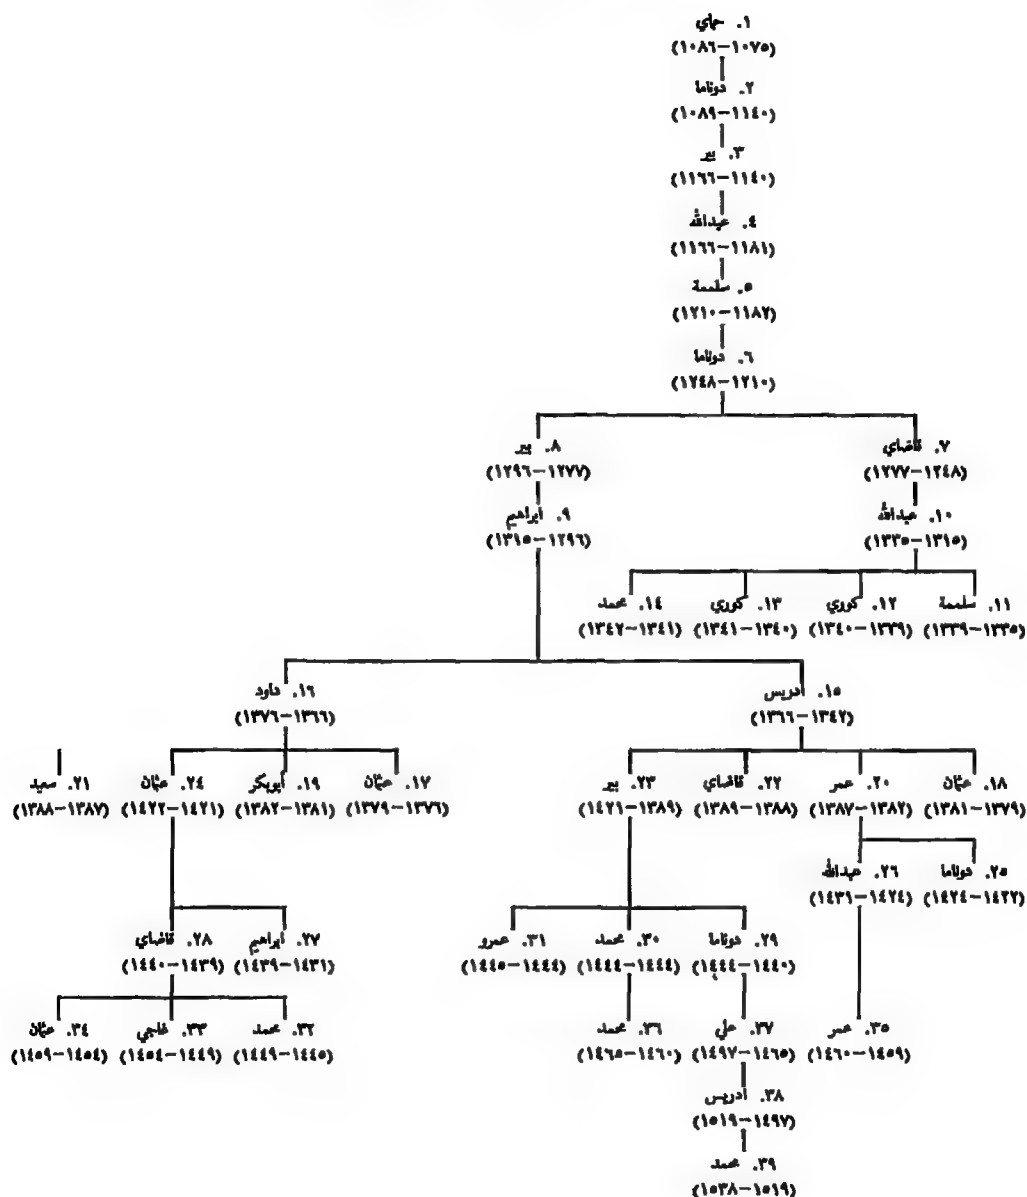 ١. حماي
(١٠٧٥-١٠٨٦)
٢. دوناما
(١١٤٠-١٠٨٩)
٣. بير
(١١٤٠-١١٦٦)
٤. عبدالله
(١١٨١-١١٦٦)
٥. سلممة
(١١٨٢-١٢١٠)
٦. دوناما
(١٢١٠-١٢٤٨)
٧. قاضاي ٨. بير
(١٢٤٨-١٢٧٧) (١٢٧٧-١٢٩٦)
١٠. عبدالله ٩. ابراهيم
(١٣١٥-١٣٣٥) (١٢٩٦-١٣١٥)
١١. سلممة ١٢. كوري ١٣. كوري ١٤. محمد
(١٣٣٥-١٣٣٩) (١٣٣٩-١٣٤٠) (١٣٤٠-١٣٤١) (١٣٤١-١٣٤٢)
١٥. ادريس ١٦. داود
(١٣٤٢-١٣٦٦) (١٣٦٦-١٣٧٦)
١٨. عثمان ٢٠. عمر ٢٢. قاضاي ٢٣. بير ١٧. عثمان ١٩. أبوبكر ٢٤. عثمان ٢١. سعيد
(١٣٧٩-١٣٨١) (١٣٨٢-١٣٨٧) (١٣٨٨-١٣٨٩) (١٣٨٩-١٤٢١) (١٣٧٦-١٣٧٩) (١٣٨١-١�٨٢) (١٤٢١-١٤٢٢) (١٣٨٧-١٣٨٨)
٢٥. دوناما ٢٦. عبدالله
(١٤٢٢-١٤٢٤) (١٤٢٤-١٤٣١)
٢٩. دوناما ٣٠. محمد ٣١. عمرو ٢٧. ابراهيم ٢٨. قاضاي
(١٤٤٠-١٤٤٤) (١٤٤٤-١٤٤٤) (١٤٤٤-١٤٤٥) (١٤٣١-١٤٣٩) (١٤٣٩-١٤٤٠)
٣٥. عمر ٣٧. علي ٣٦. محمد ٣٢. محمد ٣٣. غاجي ٣٤. عثمان
(١٤٥٩-١٤٦٠) (١٤٦٥-١٤٩٧) (١٤٦٠-١٤٦٥) (١٤٤٥-١٤٤٩) (١٤٤٩-١٤٥٤) (١٤٥٤-١٤٥٩)
٣٨. ادريس
(١٤٩٧-١٥١٩)
٣٩. محمد
(١٥١٩-١٥٣٨)